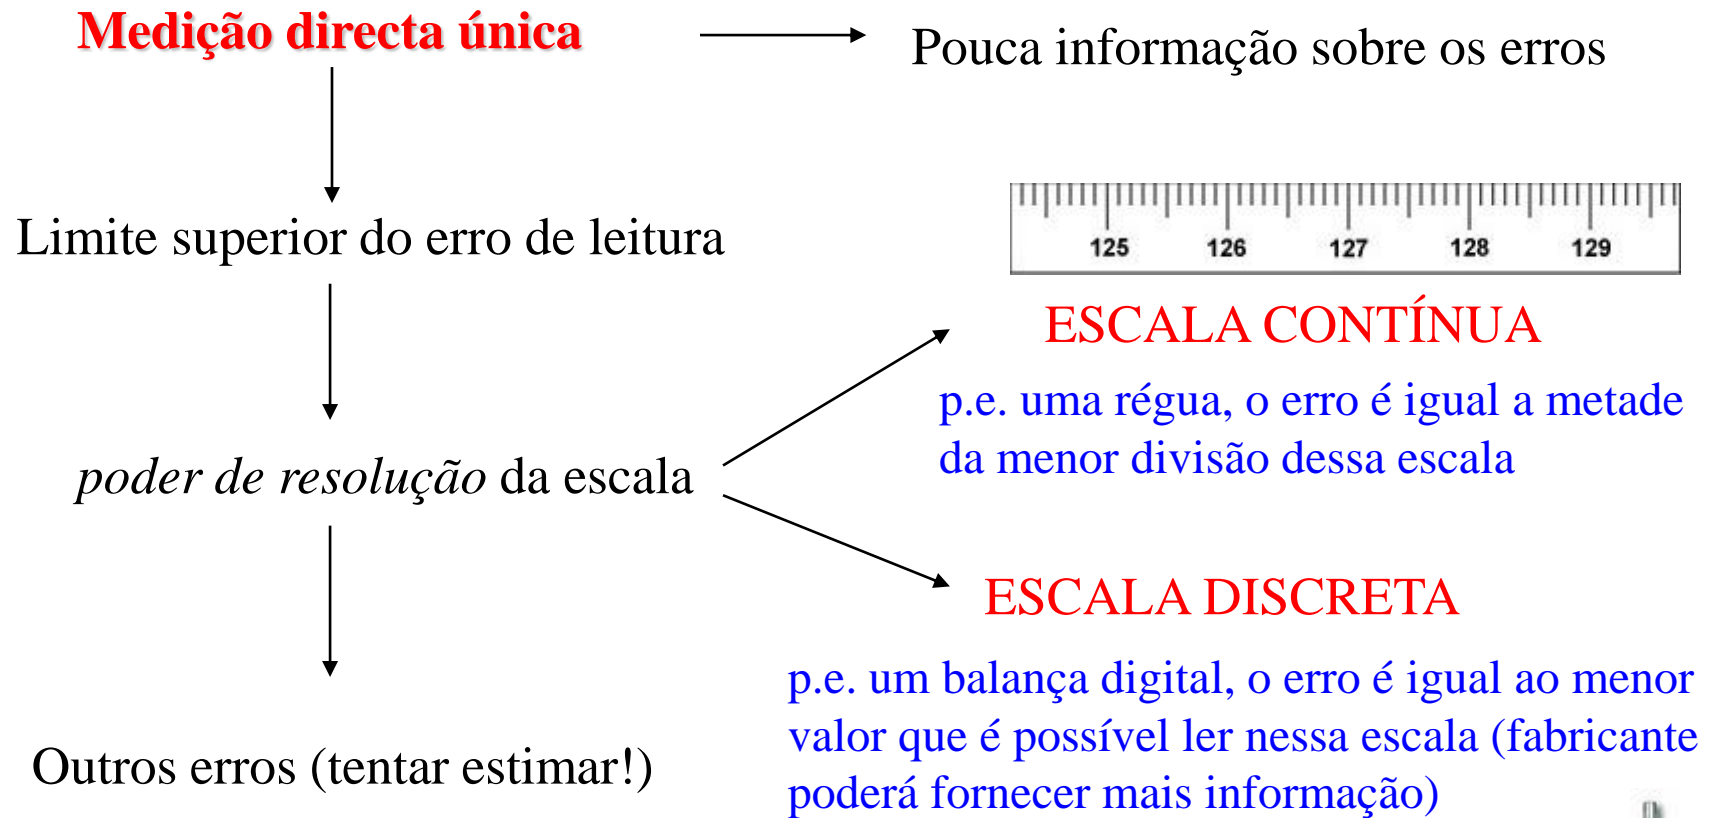 Medição directa única
Pouca informação sobre os erros
Limite superior do erro de leitura
125 126 127 128 129
ESCALA CONTÍNUA
p.e. uma régua, o erro é igual a metade
da menor divisão dessa escala
poder de resolução da escala
ESCALA DISCRETA
p.e. um balança digital, o erro é igual ao menor
valor que é possível ler nessa escala (fabricante
poderá fornecer mais informação)
Outros erros (tentar estimar!)